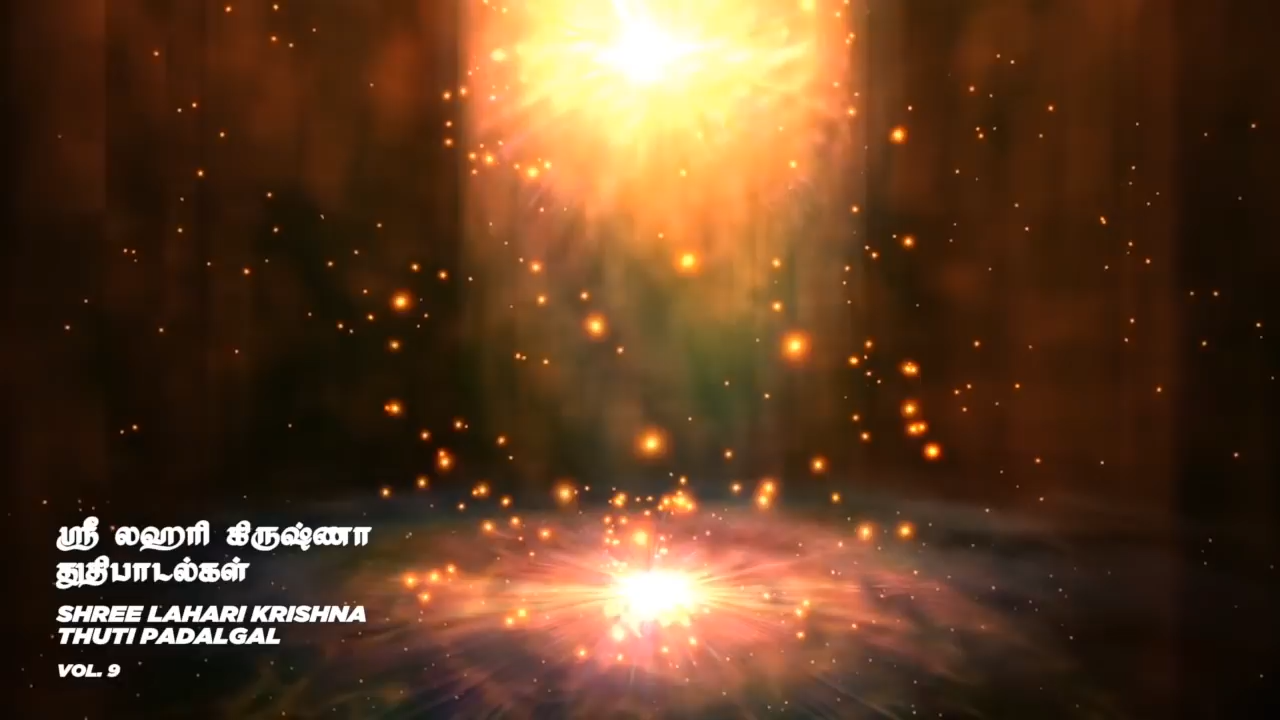 ஸ்ரீ லஹரி கிருஷ்ணா
துதிபாடல்கள்
SHREE LAHARI KRISHNA
THUTI PADALGAL
VOL. 9